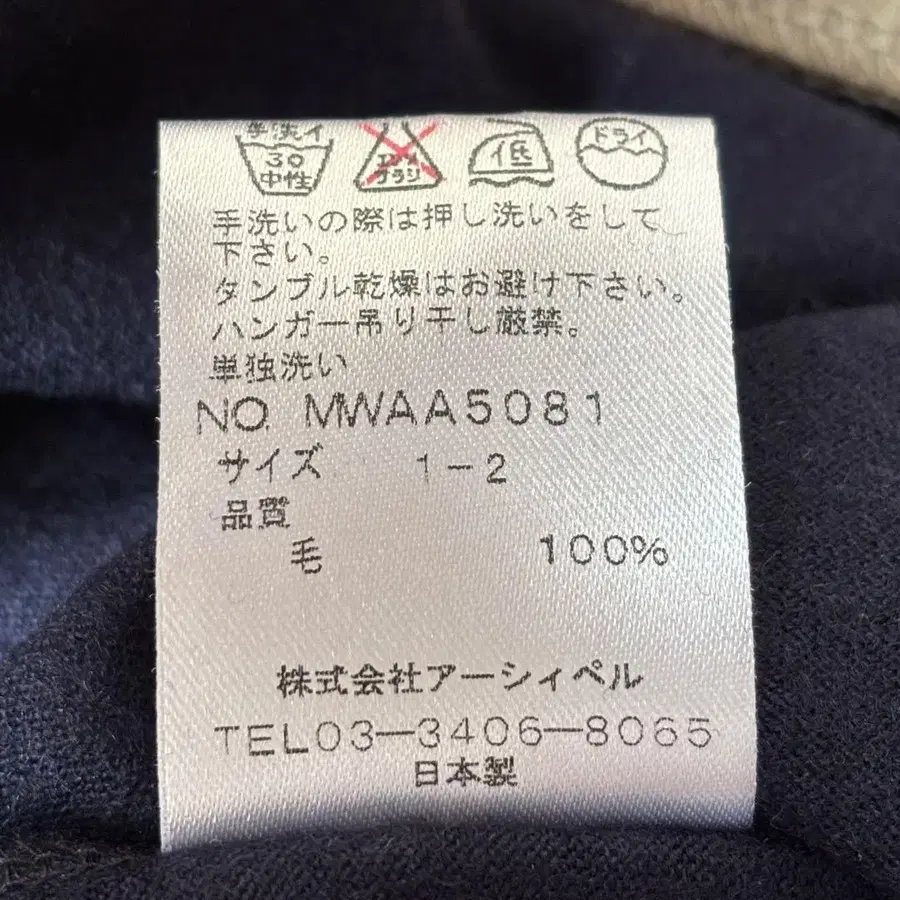 手洗イ
30
中性
エンソ
サラシ
低
ドライ
手洗いの際は押し洗いをして
下さい。
タンブル乾燥はお避け下さい。
ハンガー吊り干し厳禁。
単独洗い
NO. MWAA5081
サイズ 1-2
品質
毛 100%
株式会社アーシィペル
TEL03-3406-8065
日本製